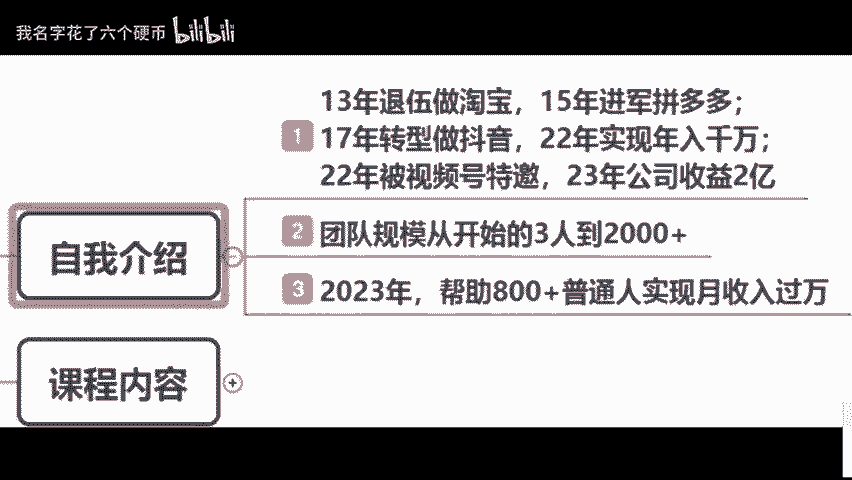 我名字花了六个硬币 bilibili
1 13年退伍做淘宝，15年进军拼多多；
17年转型做抖音，22年实现年入千万；
22年被视频号特邀，23年公司收益2亿
2 团队规模从开始的3人到2000+
自我介绍
3 2023年，帮助800+普通人实现月收入过万
课程内容